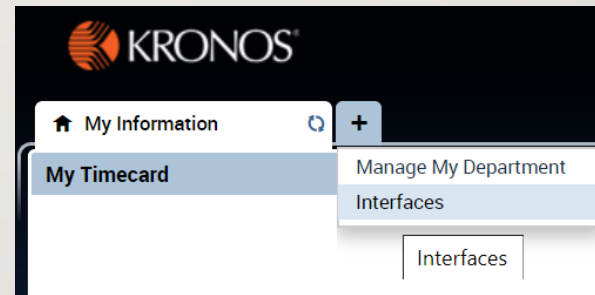 KRONOS®
My Information +
My Timecard
Manage My Department
Interfaces
Interfaces